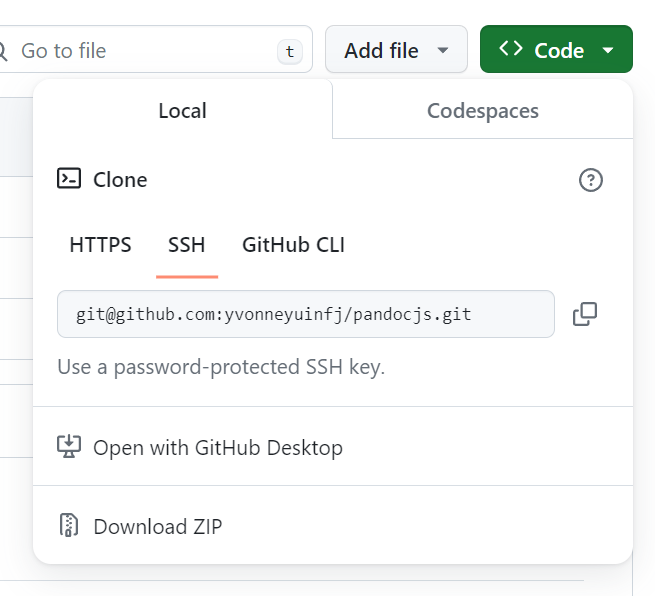 Go to file t Add file <> Code
Local Codespaces
Clone ?
HTTPS SSH GitHub CLI
git@github.com:yvonneyuinfj/pandocjs.git
Use a password-protected SSH key.
Open with GitHub Desktop
Download ZIP